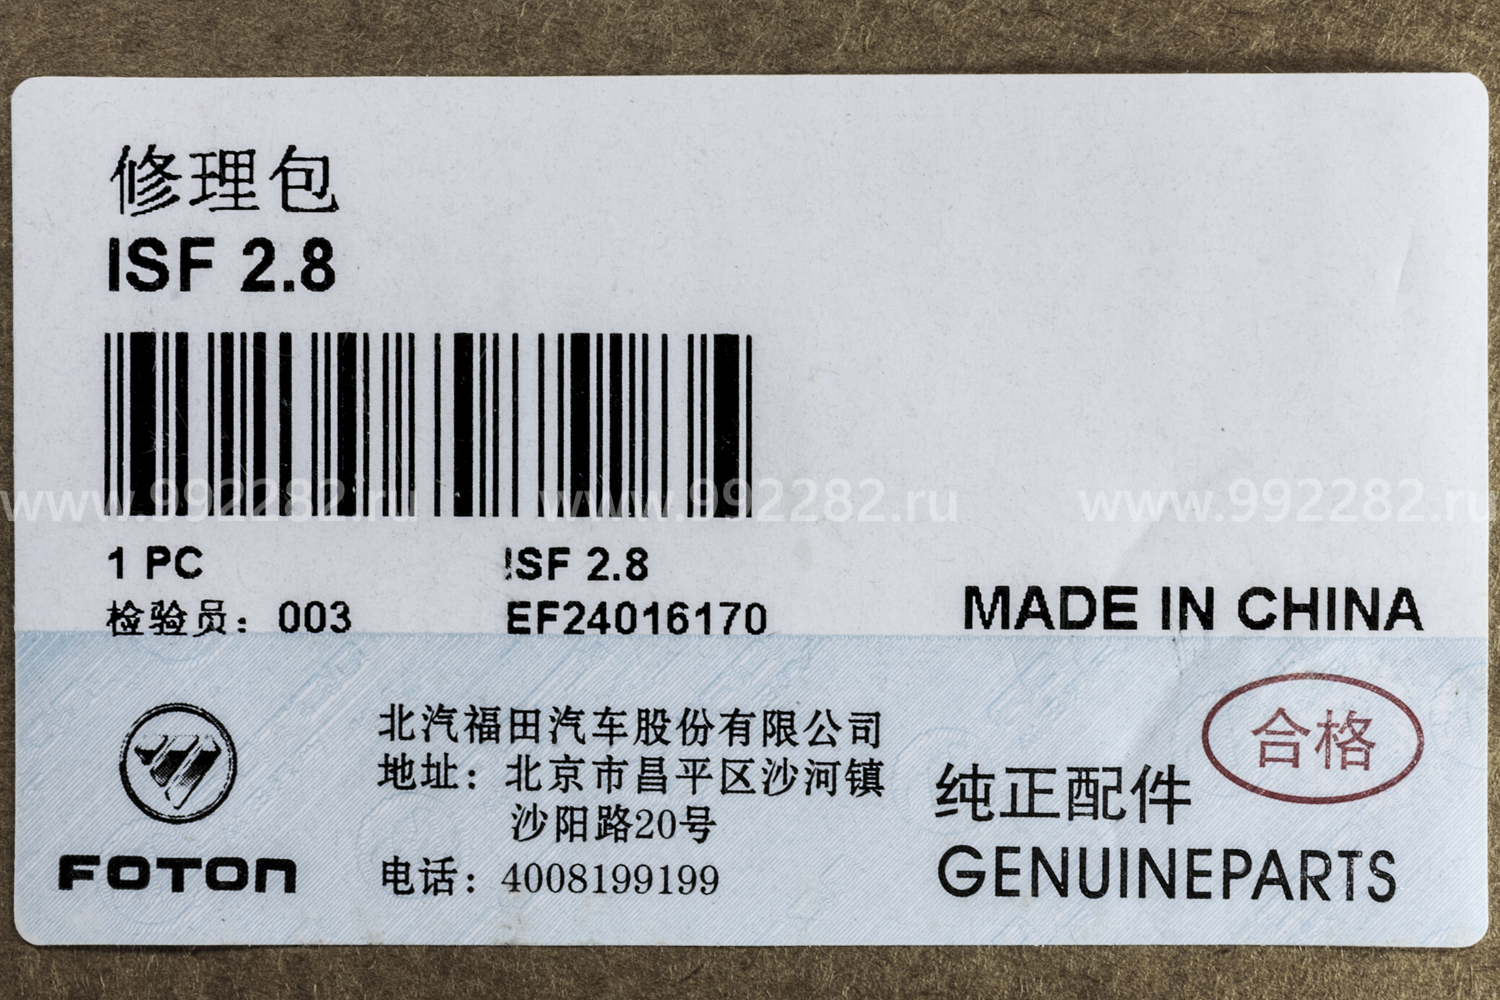 修理包
ISF 2.8
www.992282.ru www.992282.ru www.992282.ru
1 PC
ISF 2.8
检验员：003
EF24016170
MADE IN CHINA
合格
FOTON
北汽福田汽车股份有限公司
地址：北京市昌平区沙河镇
沙阳路20号
电话：4008199199
纯正配件
GENUINEPARTS